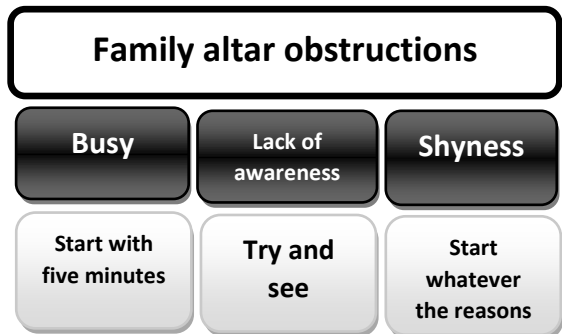 Family altar obstructions
Busy
Lack of
awareness
Shyness
Start with
five minutes
Try and
see
Start
whatever
the reasons